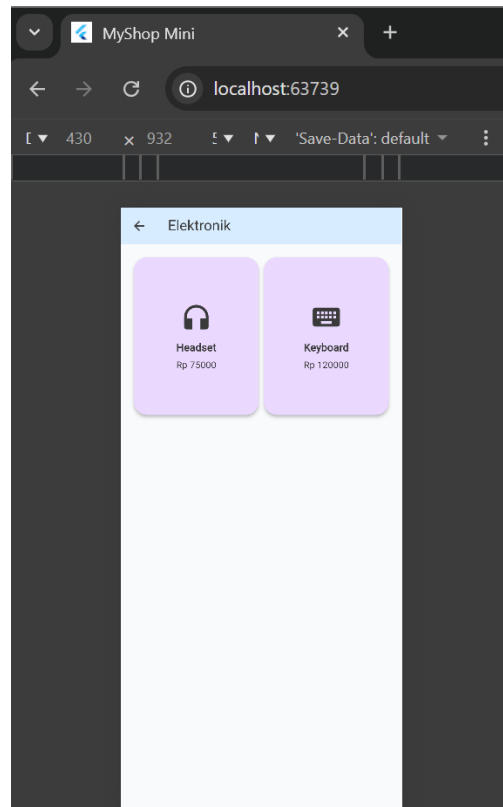 MyShop Mini
localhost:63739
430 × 932 'Save-Data': default
Elektronik
Headset Keyboard
Rp 75000 Rp 120000